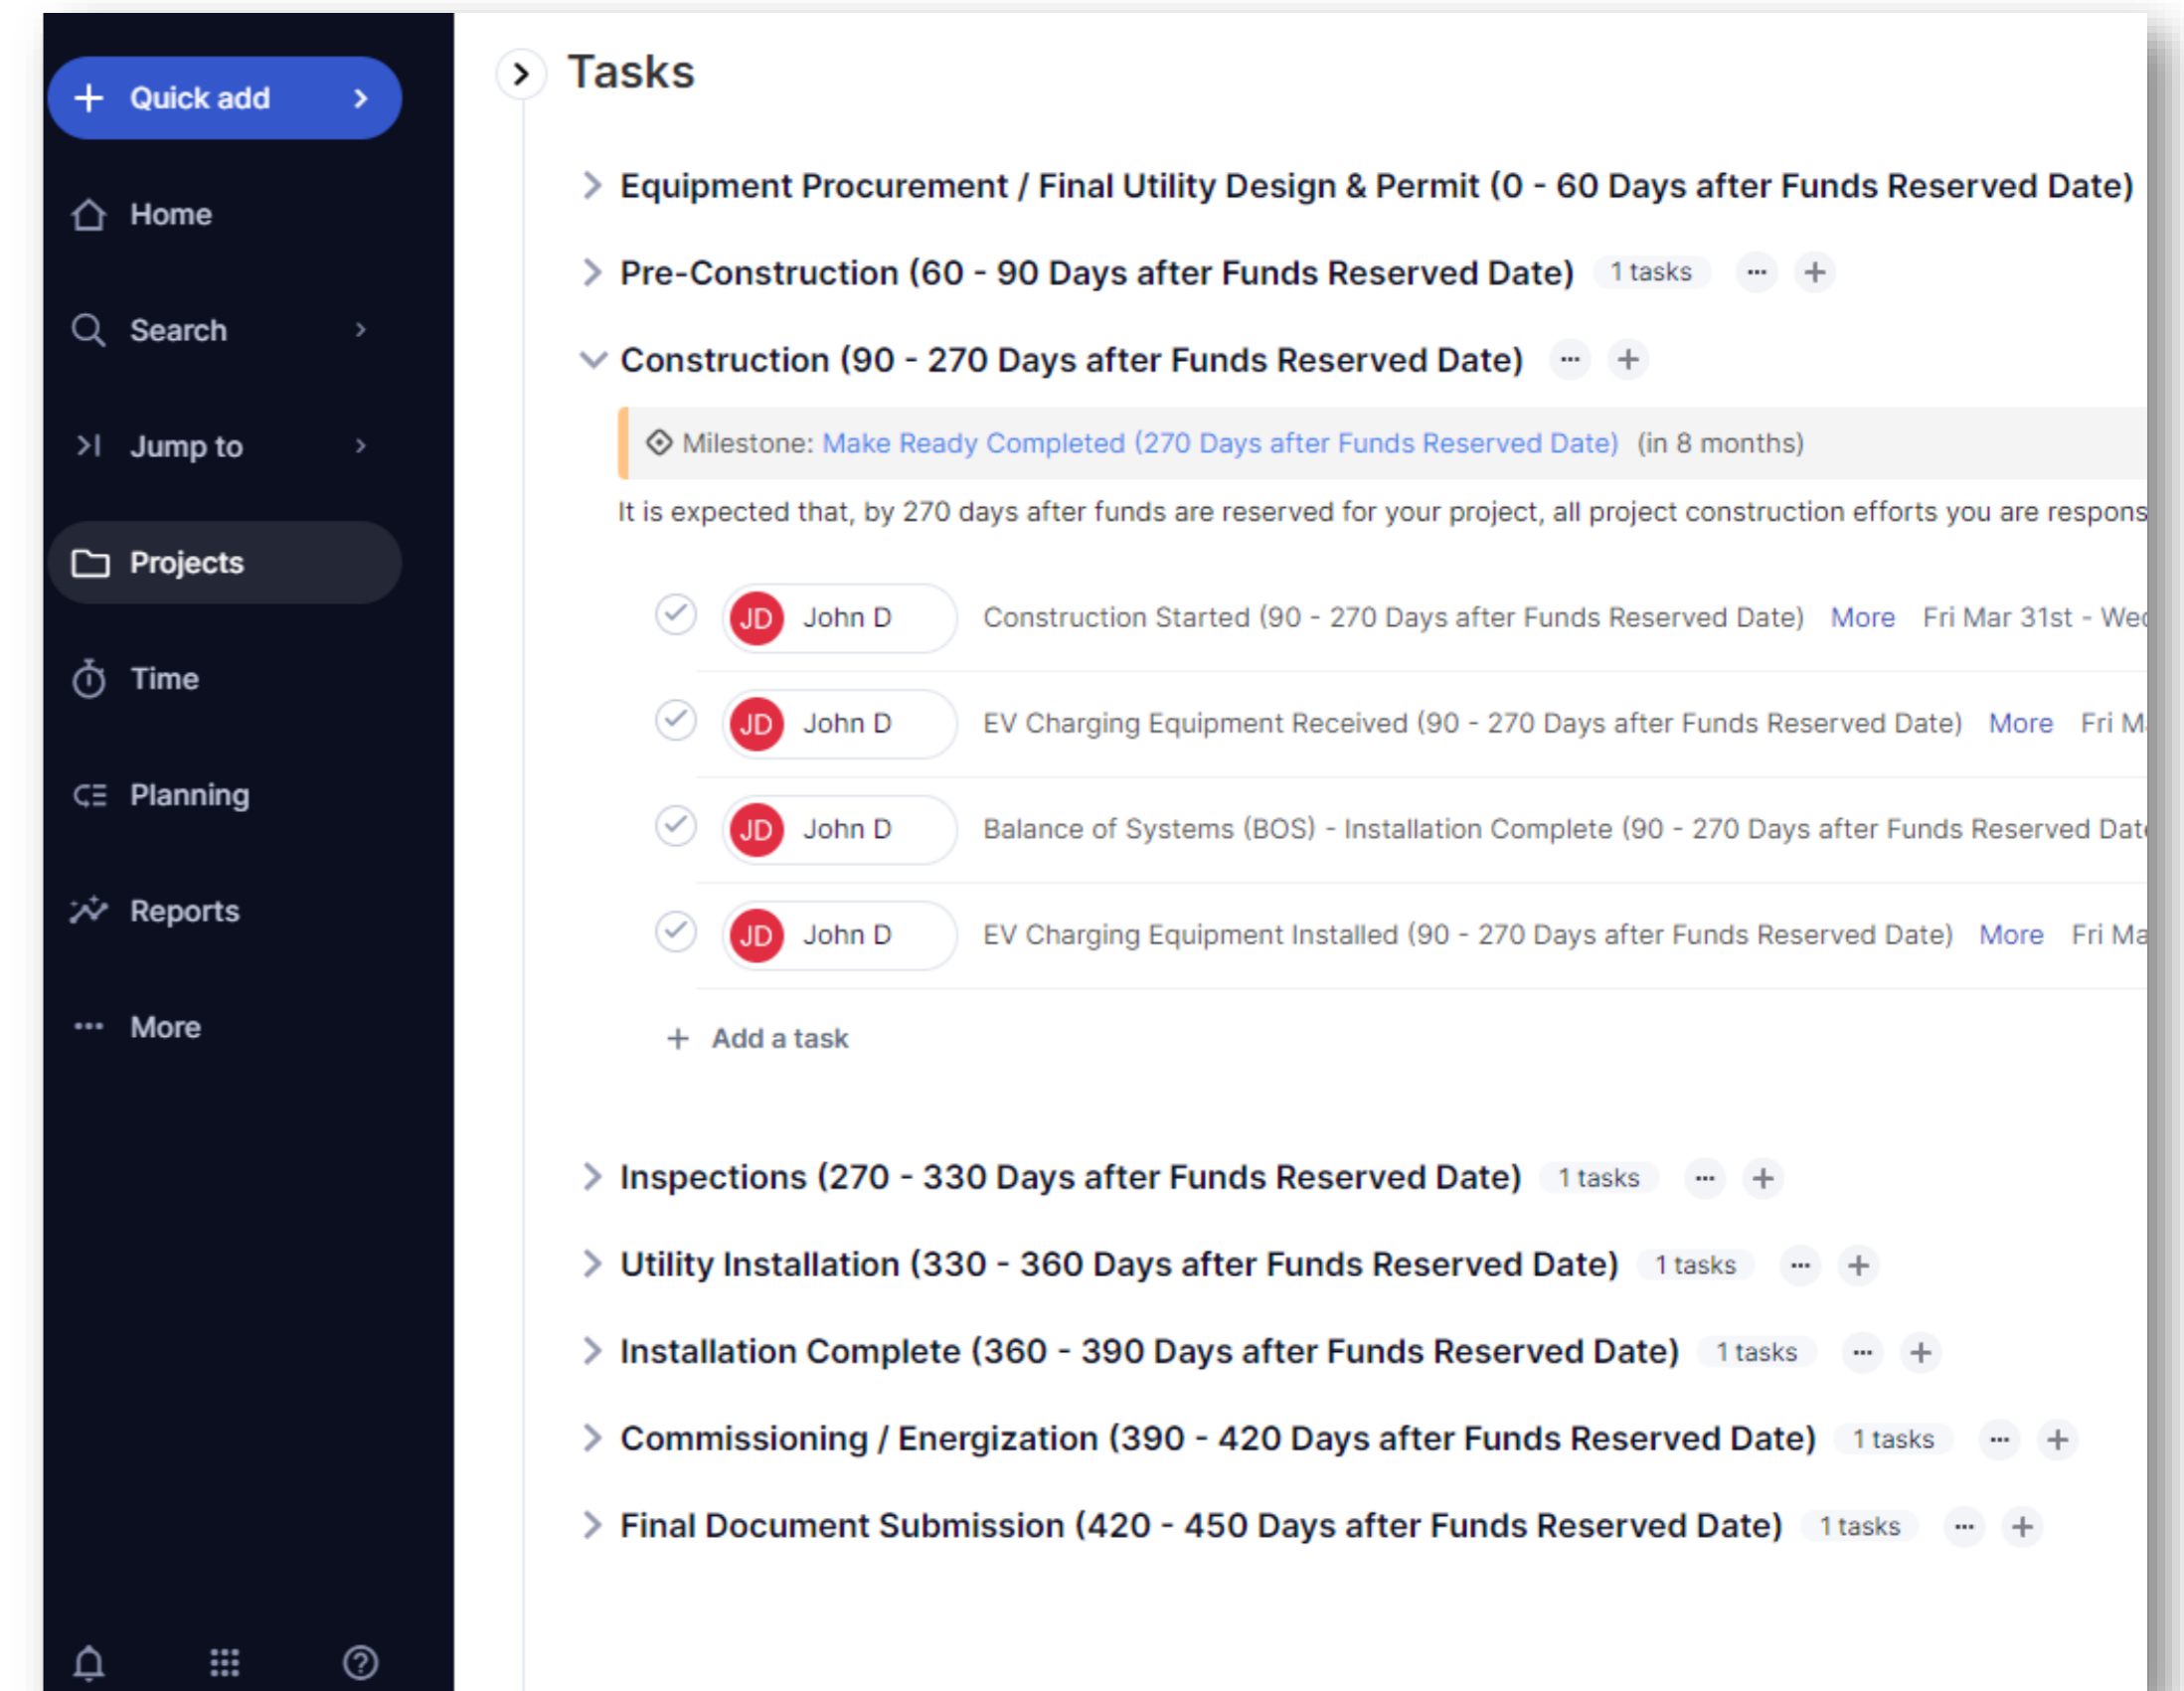 Quick add
Home
Search
Jump to
Projects
Time
Planning
Reports
More
Tasks
Equipment Procurement / Final Utility Design & Permit (0 - 60 Days after Funds Reserved Date)
Pre-Construction (60 - 90 Days after Funds Reserved Date) 1 tasks
Construction (90 - 270 Days after Funds Reserved Date)
Milestone: Make Ready Completed (270 Days after Funds Reserved Date) (in 8 months)
It is expected that, by 270 days after funds are reserved for your project, all project construction efforts you are
JD John D Construction Started (90 - 270 Days after Funds Reserved Date) More Fri Mar 31st -
JD John D EV Charging Equipment Received (90 - 270 Days after Funds Reserved Date) More Fri
JD John D Balance of Systems (BOS) - Installation Complete (90 - 270 Days after Funds Reserved
JD John D EV Charging Equipment Installed (90 - 270 Days after Funds Reserved Date) More Fri
Add a task
Inspections (270 - 330 Days after Funds Reserved Date) 1 tasks
Utility Installation (330 - 360 Days after Funds Reserved Date) 1 tasks
Installation Complete (360 - 390 Days after Funds Reserved Date) 1 tasks
Commissioning / Energization (390 - 420 Days after Funds Reserved Date) 1 tasks
Final Document Submission (420 - 450 Days after Funds Reserved Date) 1 tasks